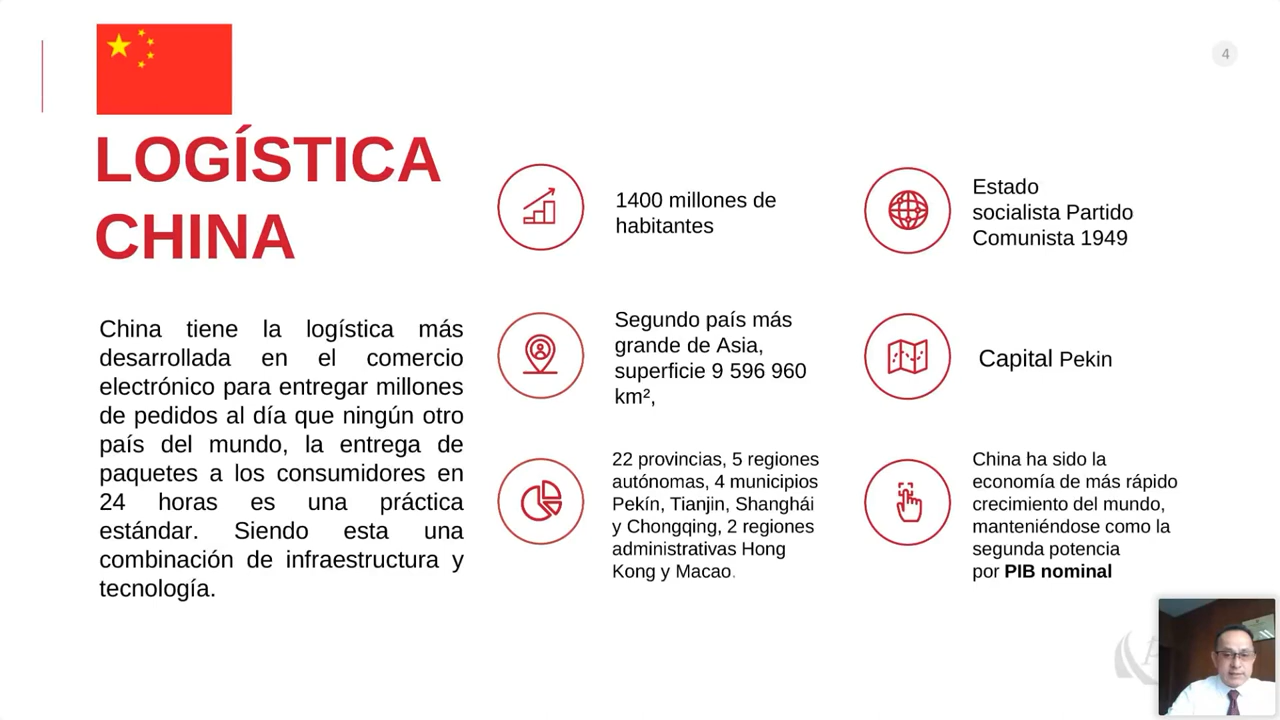 4
LOGÍSTICA
CHINA
China tiene la logística más
desarrollada en el comercio
electrónico para entregar millones
de pedidos al día que ningún otro
país del mundo, la entrega de
paquetes a los consumidores en
24 horas es una práctica
estándar. Siendo esta una
combinación de infraestructura y
tecnología.
1400 millones de
habitantes
Estado
socialista Partido
Comunista 1949
Segundo país más
grande de Asia,
superficie 9 596 960
km²,
Capital Pekin
22 provincias, 5 regiones
autónomas, 4 municipios
Pekín, Tianjin, Shanghái
y Chongqing, 2 regiones
administrativas Hong
Kong y Macao.
China ha sido la
economía de más rápido
crecimiento del mundo,
manteniéndose como la
segunda potencia
por PIB nominal